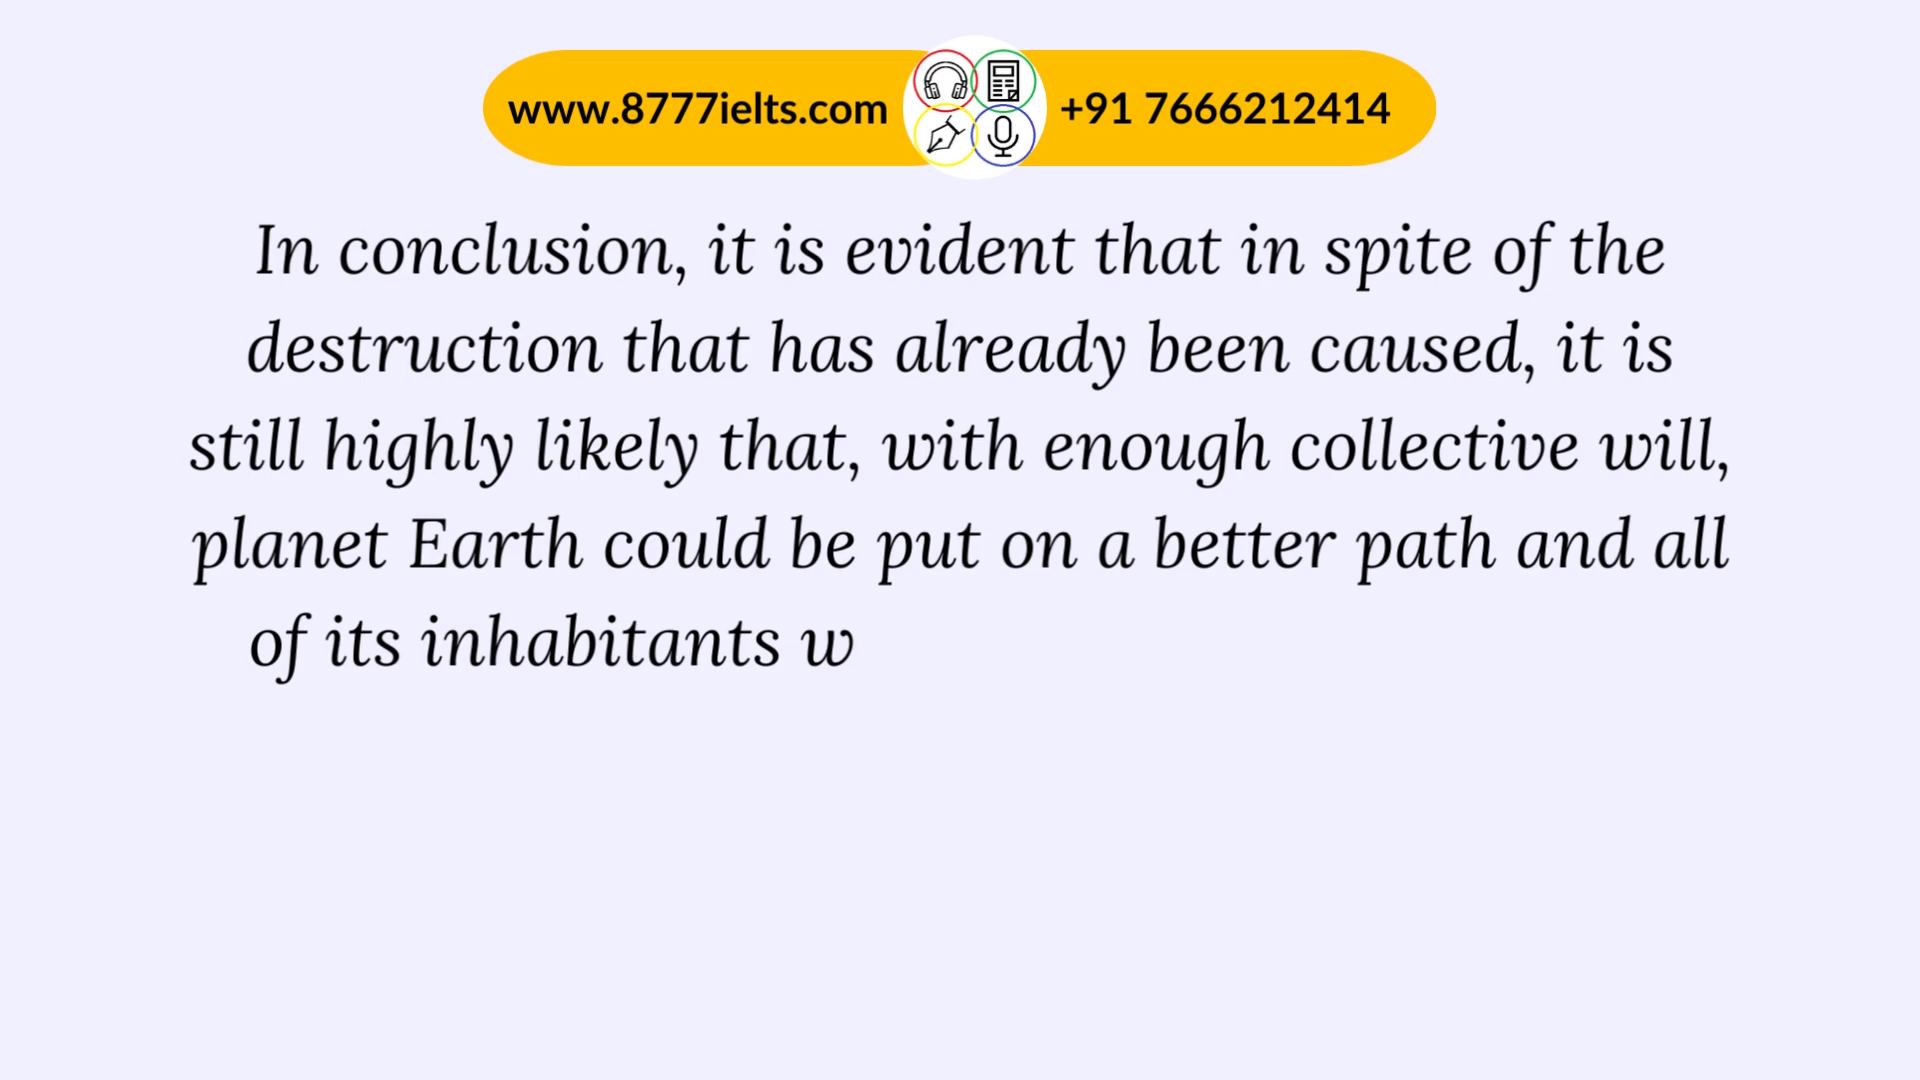 www.8777ielts.com +91 7666212414
In conclusion, it is evident that in spite of the
destruction that has already been caused, it is
still highly likely that, with enough collective will,
planet Earth could be put on a better path and all
of its inhabitants w